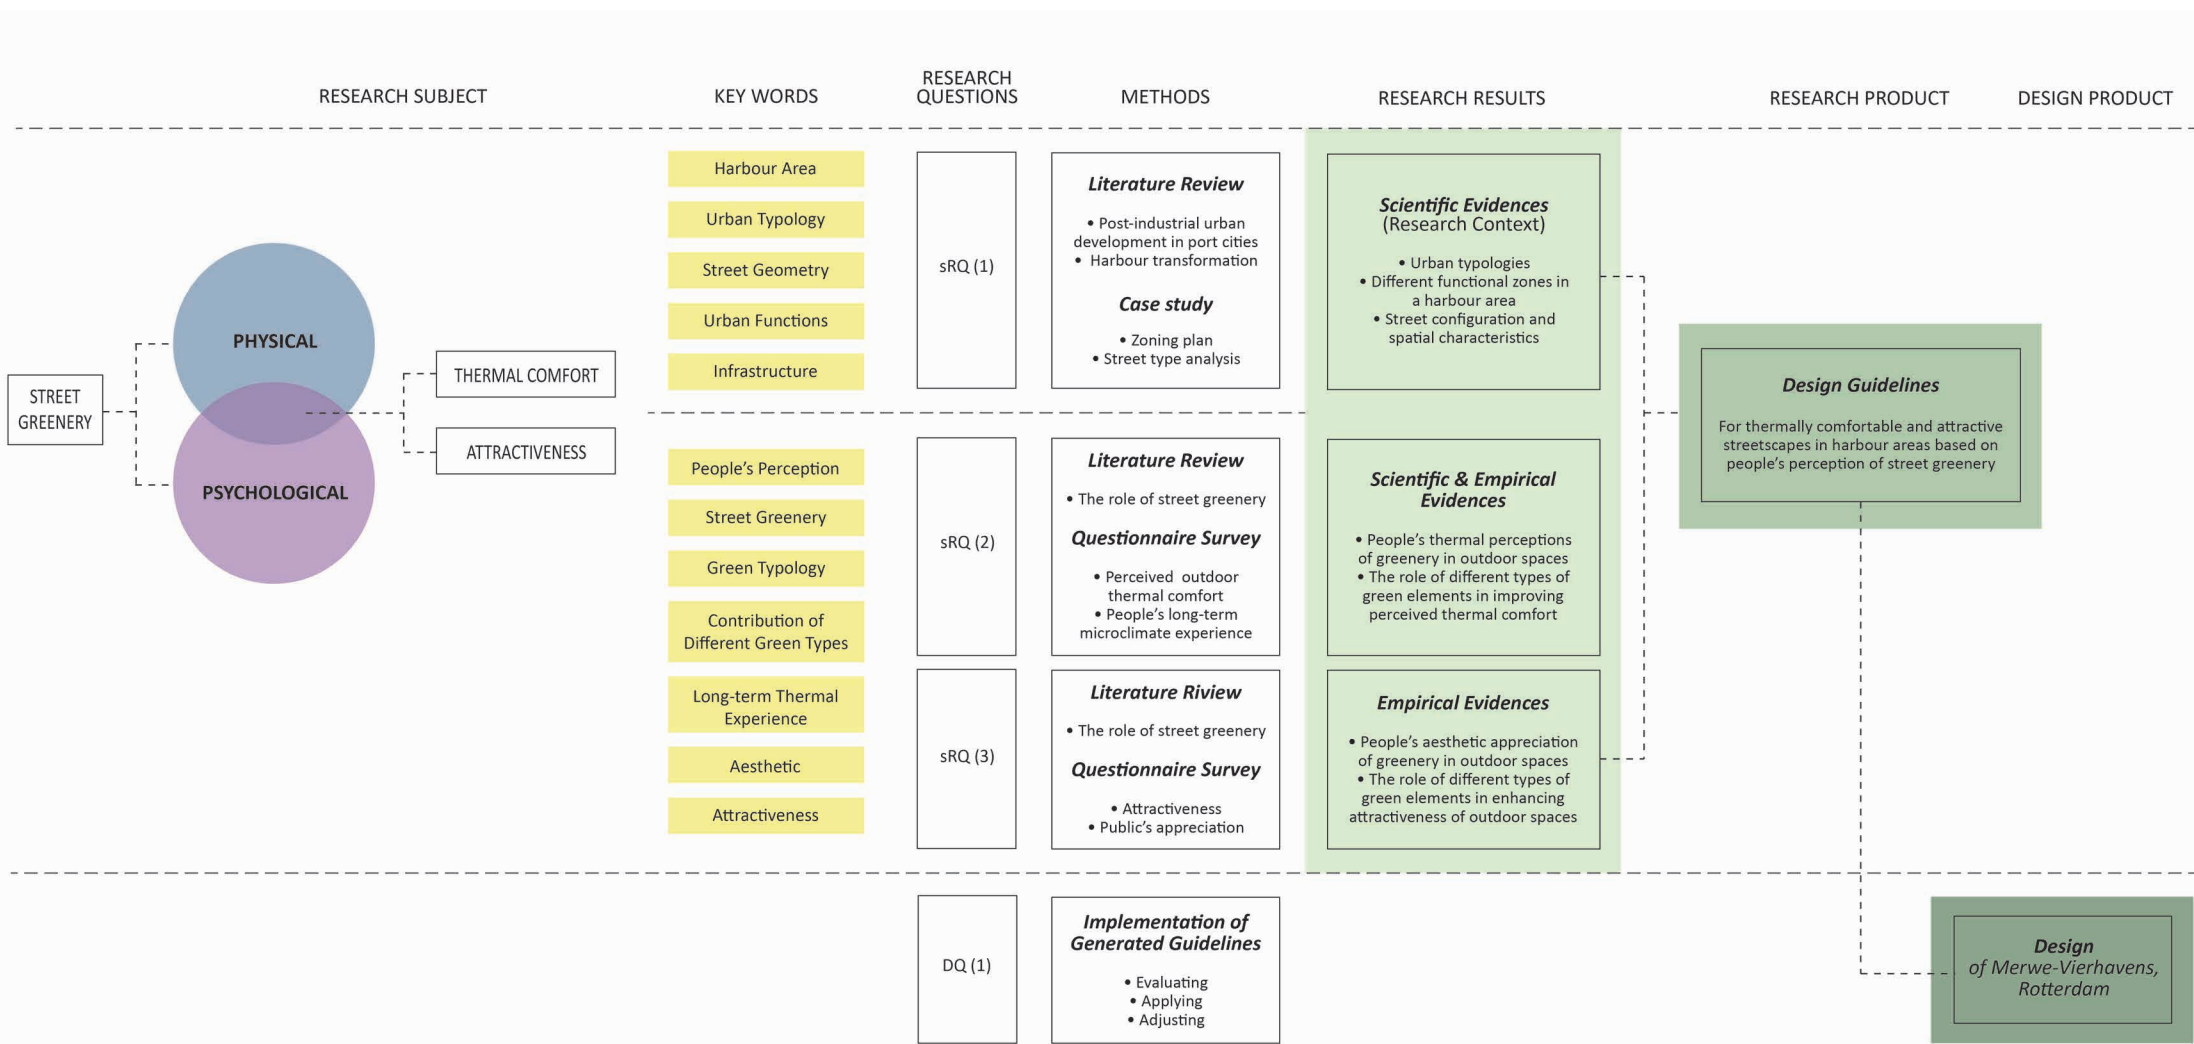 RESEARCH SUBJECT
KEY WORDS
RESEARCH
QUESTIONS
METHODS
RESEARCH RESULTS
RESEARCH PRODUCT
DESIGN PRODUCT
STREET
GREENERY
PHYSICAL
PSYCHOLOGICAL
THERMAL COMFORT
ATTRACTIVENESS
Harbour Area
Urban Typology
Street Geometry
Urban Functions
Infrastructure
sRQ (1)
Literature Review
• Post-industrial urban
development in port cities
• Harbour transformation
Case study
• Zoning plan
• Street type analysis
Scientific Evidences
(Research Context)
• Urban typologies
• Different functional zones in
a harbour area
• Street configuration and
spatial characteristics
People's Perception
Street Greenery
Green Typology
Contribution of
Different Green Types
Long-term Thermal
Experience
Aesthetic
Attractiveness
sRQ (2)
Literature Review
• The role of street greenery
Questionnaire Survey
• Perceived outdoor
thermal comfort
• People's long-term
microclimate experience
Scientific & Empirical
Evidences
• People's thermal perceptions
of greenery in outdoor spaces
• The role of different types of
green elements in improving
perceived thermal comfort
sRQ (3)
Literature Riview
• The role of street greenery
Questionnaire Survey
• Attractiveness
• Public's appreciation
Empirical Evidences
• People's aesthetic appreciation
of greenery in outdoor spaces
• The role of different types of
green elements in enhancing
attractiveness of outdoor spaces
Design Guidelines
For thermally comfortable and attractive
streetscapes in harbour areas based on
people's perception of street greenery
DQ (1)
Implementation of
Generated Guidelines
• Evaluating
• Applying
• Adjusting
Design
of Merwe-Vierhavens,
Rotterdam